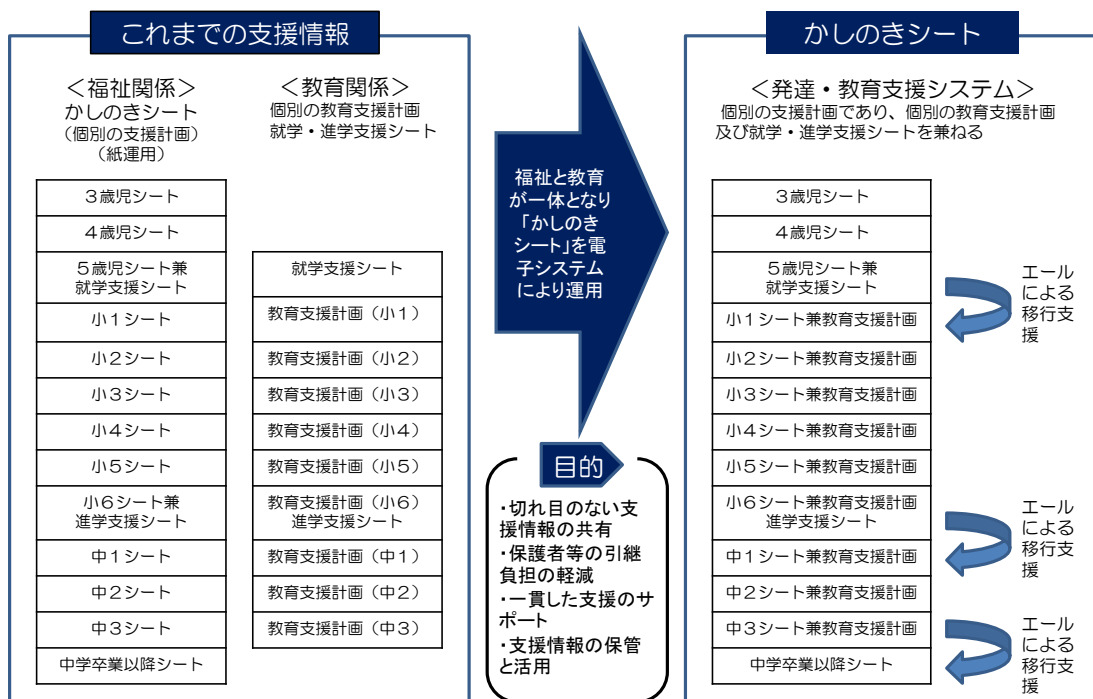 これまでの支援情報
＜福祉関係＞
かしのきシート
（個別の支援計画）
（紙運用）
３歳児シート
４歳児シート
５歳児シート兼
就学支援シート
小１シート
小２シート
小３シート
小４シート
小５シート
小６シート兼
進学支援シート
中１シート
中２シート
中３シート
中学卒業以降シート
＜教育関係＞
個別の教育支援計画
就学・進学支援シート
就学支援シート
教育支援計画（小１）
教育支援計画（小２）
教育支援計画（小３）
教育支援計画（小４）
教育支援計画（小５）
教育支援計画（小６）
進学支援シート
教育支援計画（中１）
教育支援計画（中２）
教育支援計画（中３）
福祉と教育
が一体となり
「かしのき
シート」を電
子システム
により運用
目的
・切れ目のない支
援情報の共有
・保護者等の引継
負担の軽減
・一貫した支援のサ
ポート
・支援情報の保管
と活用
かしのきシート
＜発達・教育支援システム＞
個別の支援計画であり、個別の教育支援計画
及び就学・進学支援シートを兼ねる
３歳児シート
４歳児シート
５歳児シート兼
就学支援シート
小１シート兼教育支援計画
小２シート兼教育支援計画
小３シート兼教育支援計画
小４シート兼教育支援計画
小５シート兼教育支援計画
小６シート兼教育支援計画
進学支援シート
中１シート兼教育支援計画
中２シート兼教育支援計画
中３シート兼教育支援計画
中学卒業以降シート
エール
による
移行支
援
エール
による
移行支
援
エール
による
移行支
援